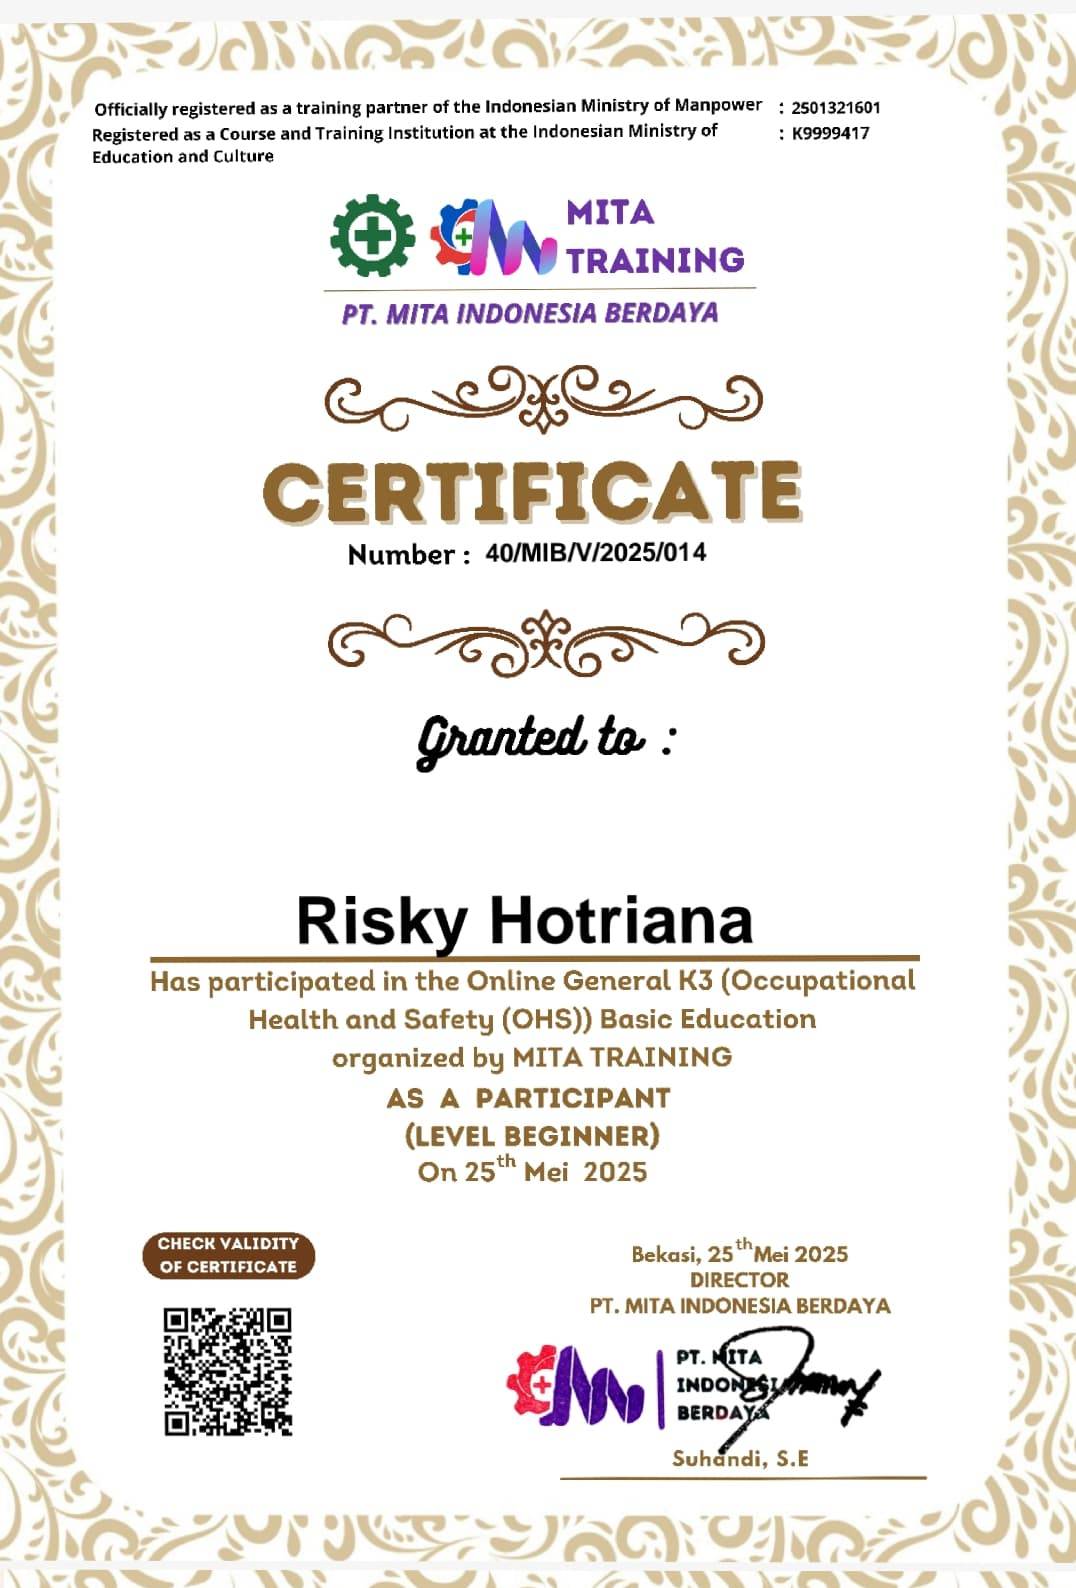 Officially registered as a training partner of the Indonesian Ministry of Manpower : 2501321601
Registered as a Course and Training Institution at the Indonesian Ministry of : K9999417
Education and Culture
MITA
TRAINING
PT. MITA INDONESIA BERDAYA
CERTIFICATE
Number : 40/MIB/V/2025/014
Granted to :
Risky Hotriana
Has participated in the Online General K3 (Occupational
Health and Safety (OHS)) Basic Education
organized by MITA TRAINING
AS A PARTICIPANT
(LEVEL BEGINNER)
On 25th Mei 2025
CHECK VALIDITY
OF CERTIFICATE
Bekasi, 25th Mei 2025
DIRECTOR
PT. MITA INDONESIA BERDAYA
PT. MITA
INDONESIA
BERDAYA
Suhandi, S.E